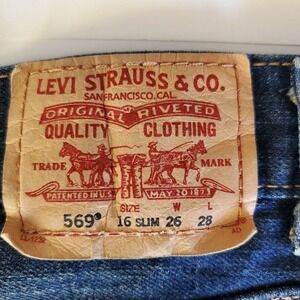 LEVI STRAUSS & CO.
SAN FRANCISCO, CAL.
ORIGINAL RIVETED
QUALITY CLOTHING
TRADE MARK
PATENTED IN U.S. MAY 20 1873
SIZE W L
569® 16 SLIM 26 28